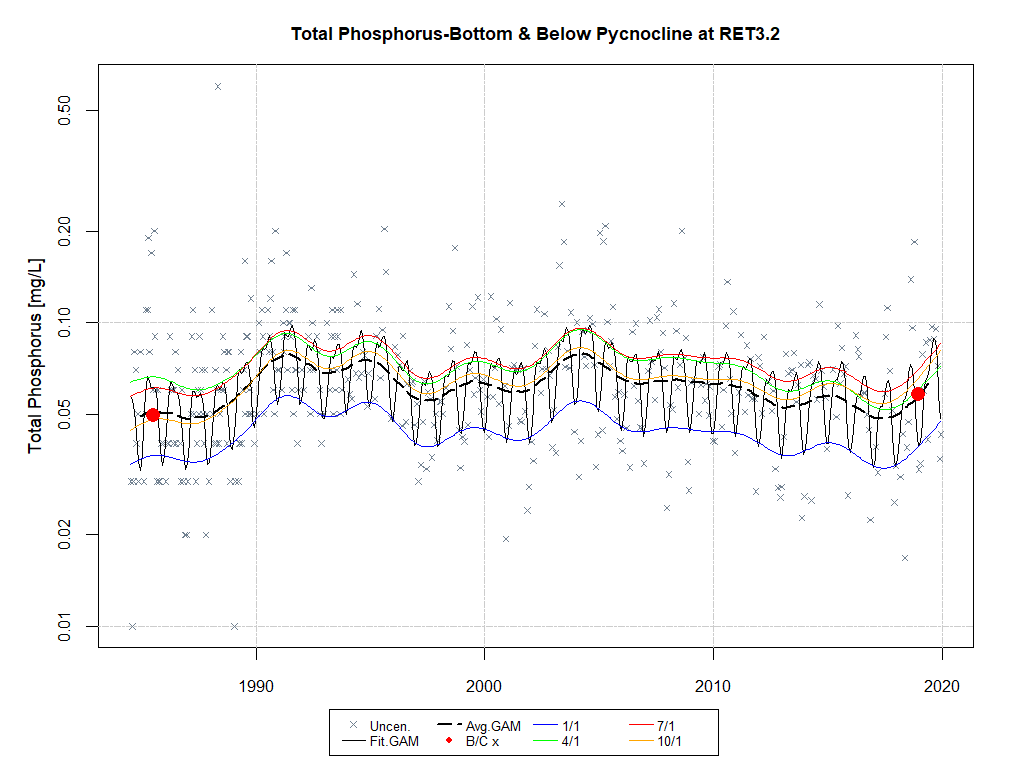 Total Phosphorus-Bottom & Below Pycnocline at RET3.2
Total Phosphorus [mg/L]
0.50
0.20
0.10
0.05
0.02
0.01
1990 2000 2010 2020
Uncen. Avg.GAM 1/1 7/1
Fit.GAM B/C x 4/1 10/1